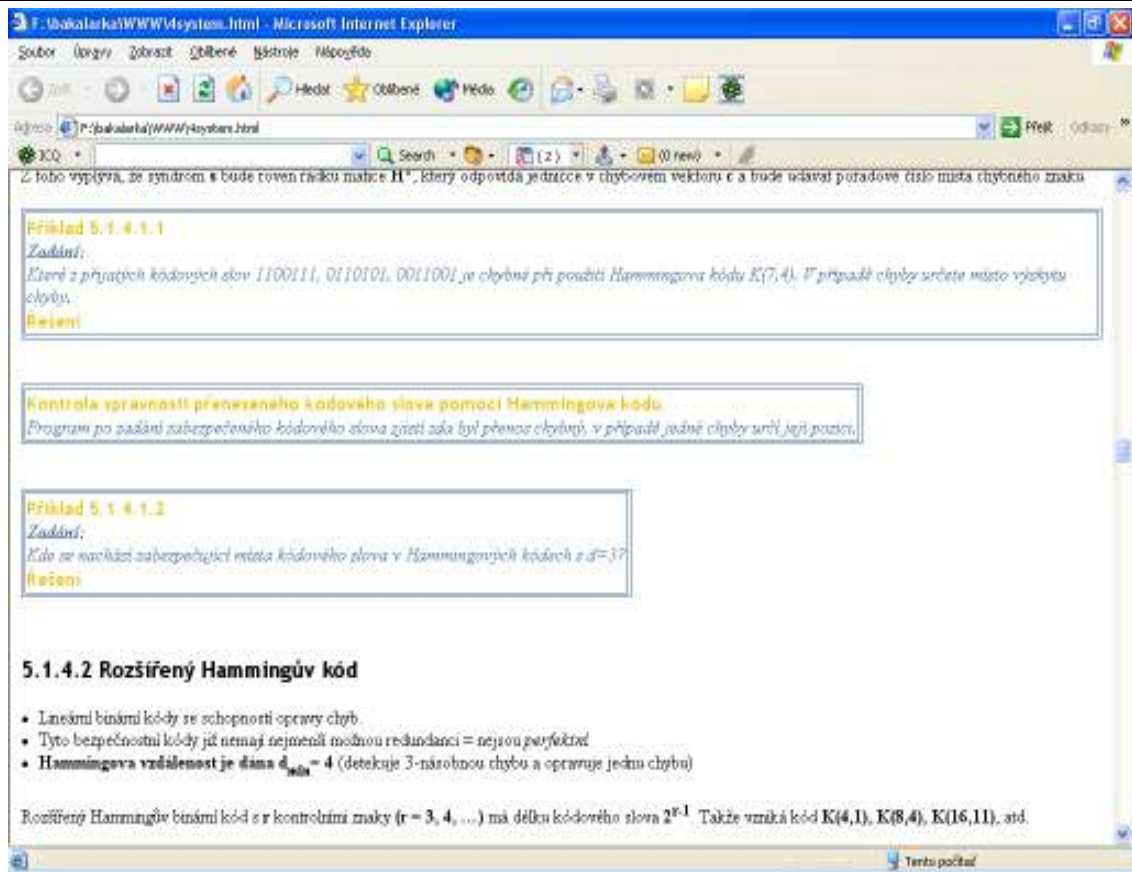 F:\bakalarka\WWW\4system.html - Microsoft Internet Explorer
Soubor Úpravy Zobrazit Oblíbené Nástroje Nápověda
Zpět Hledat Oblíbené Média
Adresa F:\bakalarka\WWW\4system.html Přejít Odkazy »
ICQ Search (2) (0 new)
Z toho vyplývá, že syndrom s bude roven řádku matice H, který odpovídá jedničce v chybovém vektoru e a bude udávat pořadové číslo místa chybného znaku
Příklad 5.1.4.1.1
Zadání:
Které z přijatých kódových slov 1100111, 0110101, 0011001 je chybné při použití Hammingova kódu K(7,4). V případě chyby určete místo výskytu
chyby.
Řešení
Kontrola správnosti přeneseného kódového slova pomocí Hammingova kódu
Program po zadání zabezpečeného kódového slova zjistí zda byl přenos chybný, v případě jedné chyby určí její pozici.
Příklad 5.1.4.1.2
Zadání:
Kde se nachází zabezpečující místa kódového slova v Hammingových kódech s d=3?
Řešení
5.1.4.2 Rozšířený Hammingův kód
• Lineární binární kódy se schopností opravy chyb.
• Tyto bezpečnostní kódy již nemají nejmenší možnou redundanci = nejsou perfektní
• Hammingova vzdálenost je dána dmin= 4 (detekuje 3-násobnou chybu a opravuje jednu chybu)
Rozšířený Hammingův binární kód s r kontrolními znaky (r = 3, 4, …) má délku kódového slova 2^r-1. Takže vzniká kód K(4,1), K(8,4), K(16,11), atd.
Tento počítač